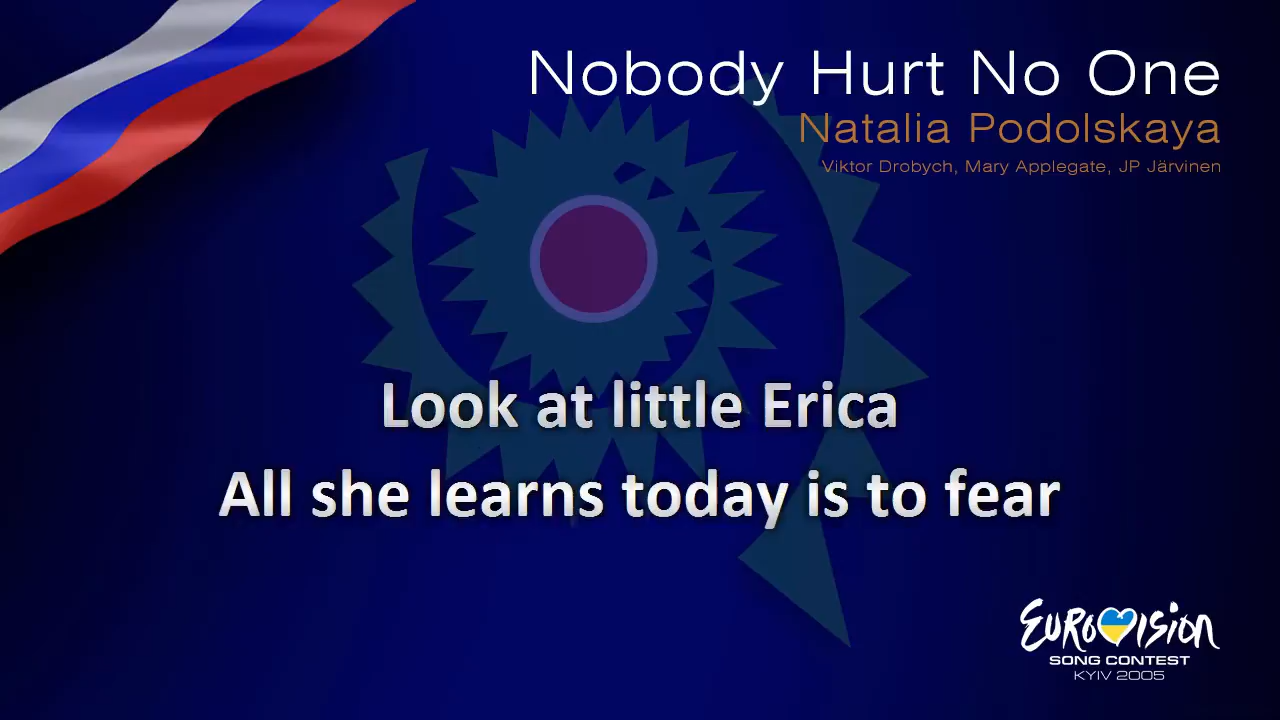 Nobody Hurt No One
Natalia Podolskaya
Viktor Drobych, Mary Applegate, JP Järvinen
Look at little Erica
All she learns today is to fear
EUROVISION
SONG CONTEST
KYIV 2005